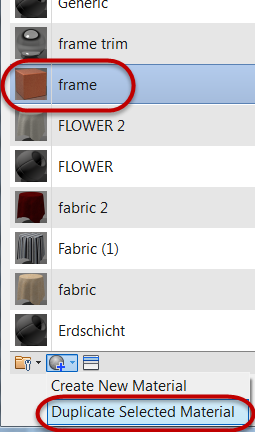 Generic
frame trim
frame
FLOWER 2
FLOWER
fabric 2
Fabric (1)
fabric
Erdschicht
Create New Material
Duplicate Selected Material